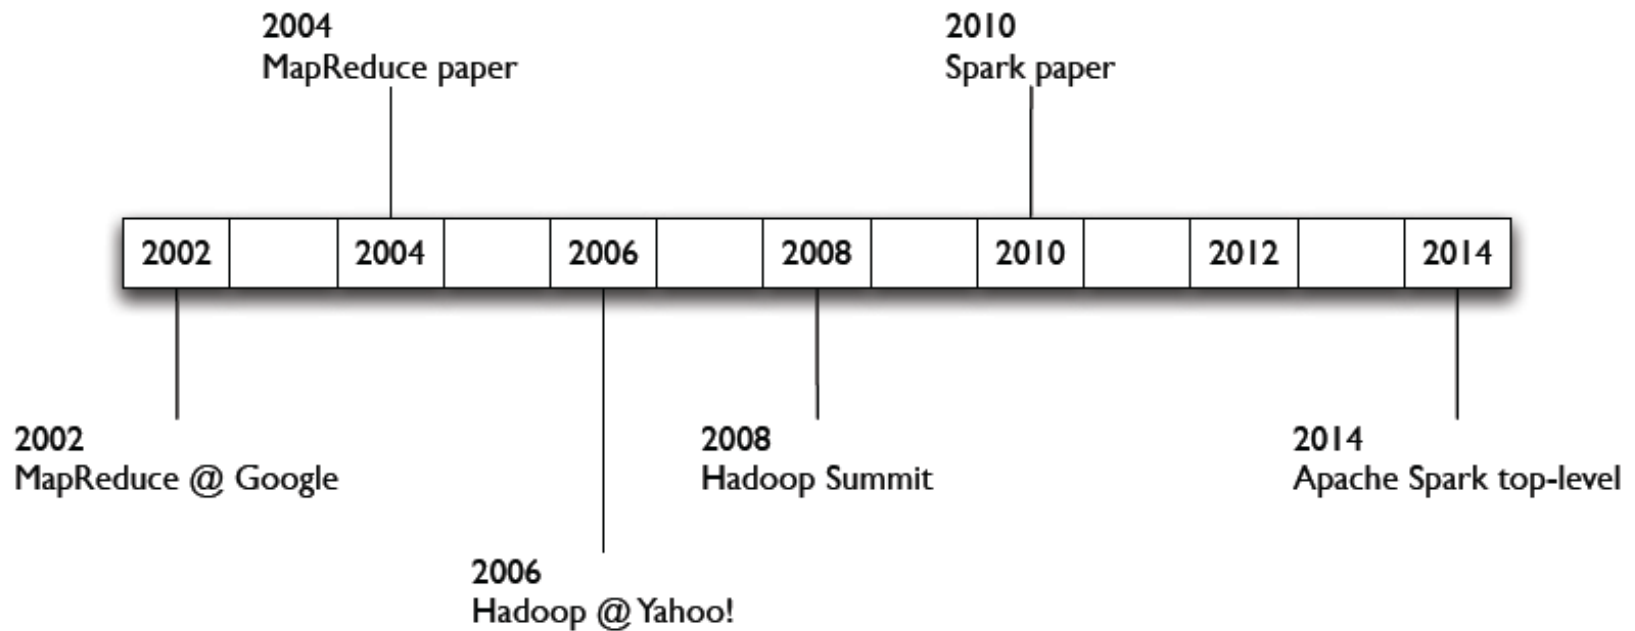 2004
MapReduce paper
2010
Spark paper
2002 2004 2006 2008 2010 2012 2014
2002
MapReduce @ Google
2008
Hadoop Summit
2014
Apache Spark top-level
2006
Hadoop @ Yahoo!